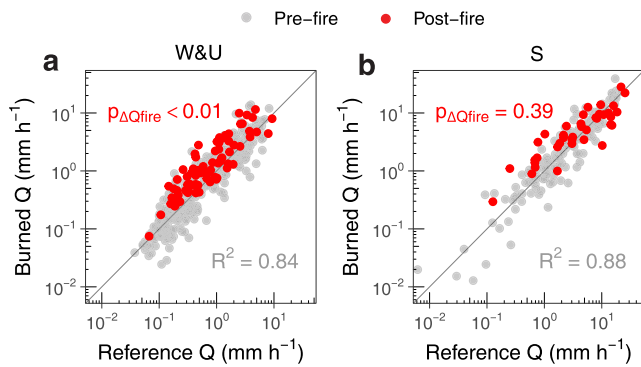 Pre−fire Post−fire
a W&U
b S
p_ΔQfire < 0.01
p_ΔQfire = 0.39
R² = 0.84
R² = 0.88
Burned Q (mm h⁻¹)
10¹
10⁰
10⁻¹
10⁻²
10⁻² 10⁻¹ 10⁰ 10¹
Reference Q (mm h⁻¹)
Burned Q (mm h⁻¹)
10¹
10⁰
10⁻¹
10⁻²
10⁻² 10⁻¹ 10⁰ 10¹
Reference Q (mm h⁻¹)